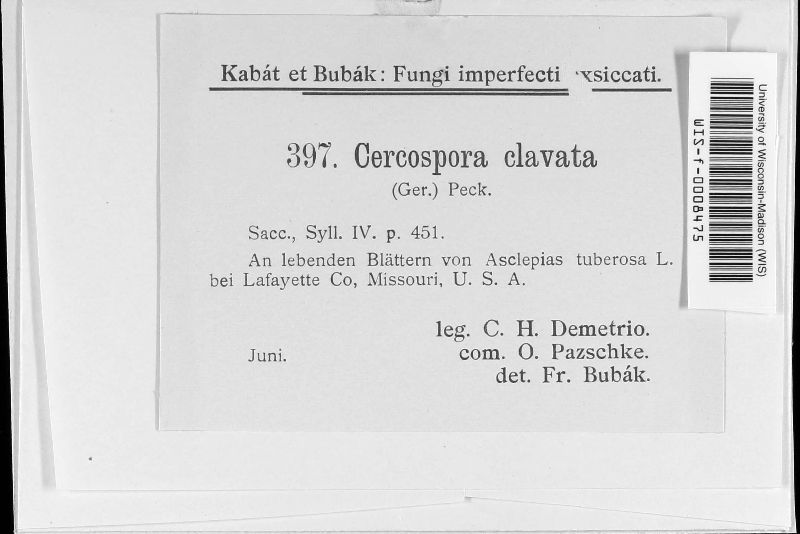 Kabát et Bubák: Fungi imperfecti xsiccati.
397. Cercospora clavata
(Ger.) Peck.
Sacc., Syll. IV. p. 451.
An lebenden Blättern von Asclepias tuberosa L.
bei Lafayette Co, Missouri, U. S. A.
leg. C. H. Demetrio.
Juni.
com. O. Pazschke.
det. Fr. Bubák.
University of Wisconsin-Madison (WIS)
WIS-f-0008475